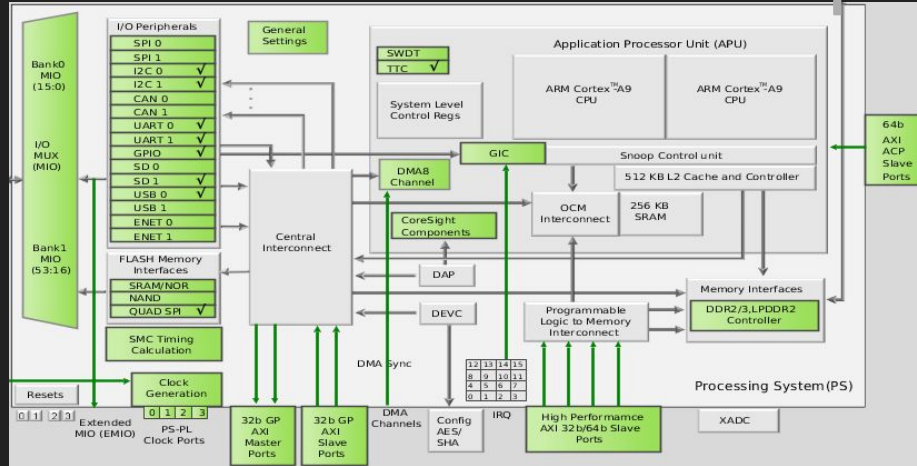 I/O Peripherals
SPI 0
SPI 1
I2C 0 √
I2C 1 √
CAN 0
CAN 1
UART 0 √
UART 1 √
GPIO √
SD 0
SD 1 √
USB 0 √
USB 1
ENET 0
ENET 1
Bank0
MIO
(15:0)
I/O
MUX
(MIO)
Bank1
MIO
(53:16)
FLASH Memory
Interfaces
SRAM/NOR
NAND
QUAD SPI √
SMC Timing
Calculation
General
Settings
SWDT
TTC √
System Level
Control Regs
Application Processor Unit (APU)
ARM Cortex™-A9
CPU
ARM Cortex™-A9
CPU
GIC
Snoop Control unit
512 KB L2 Cache and Controller
DMA8
Channel
OCM
Interconnect
256 KB
SRAM
CoreSight
Components
Central
Interconnect
DAP
DEVC
Programmable
Logic to Memory
Interconnect
Memory Interfaces
DDR2/3,LPDDR2
Controller
64b
AXI
ACP
Slave
Ports
DMA Sync
12 13 14 15
8 9 10 11
4 5 6 7
0 1 2 3
Processing System(PS)
Resets
0 1 2 3
Clock
Generation
0 1 2 3
Extended
MIO (EMIO)
PS-PL
Clock Ports
32b GP
AXI
Master
Ports
32b GP
AXI
Slave
Ports
DMA
Channels
Config
AES/
SHA
IRQ
High Performamce
AXI 32b/64b Slave
Ports
XADC